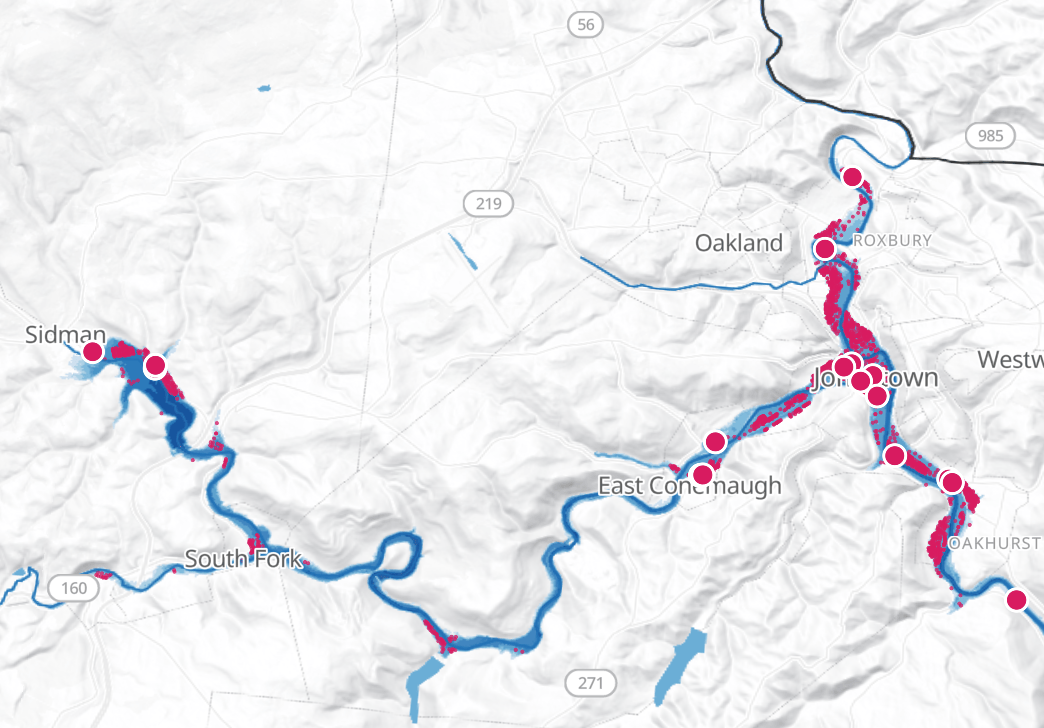 56
985
219
Oakland
ROXBURY
Sidman
Westw
Johnstown
East Conemaugh
OAKHURST
South Fork
160
271